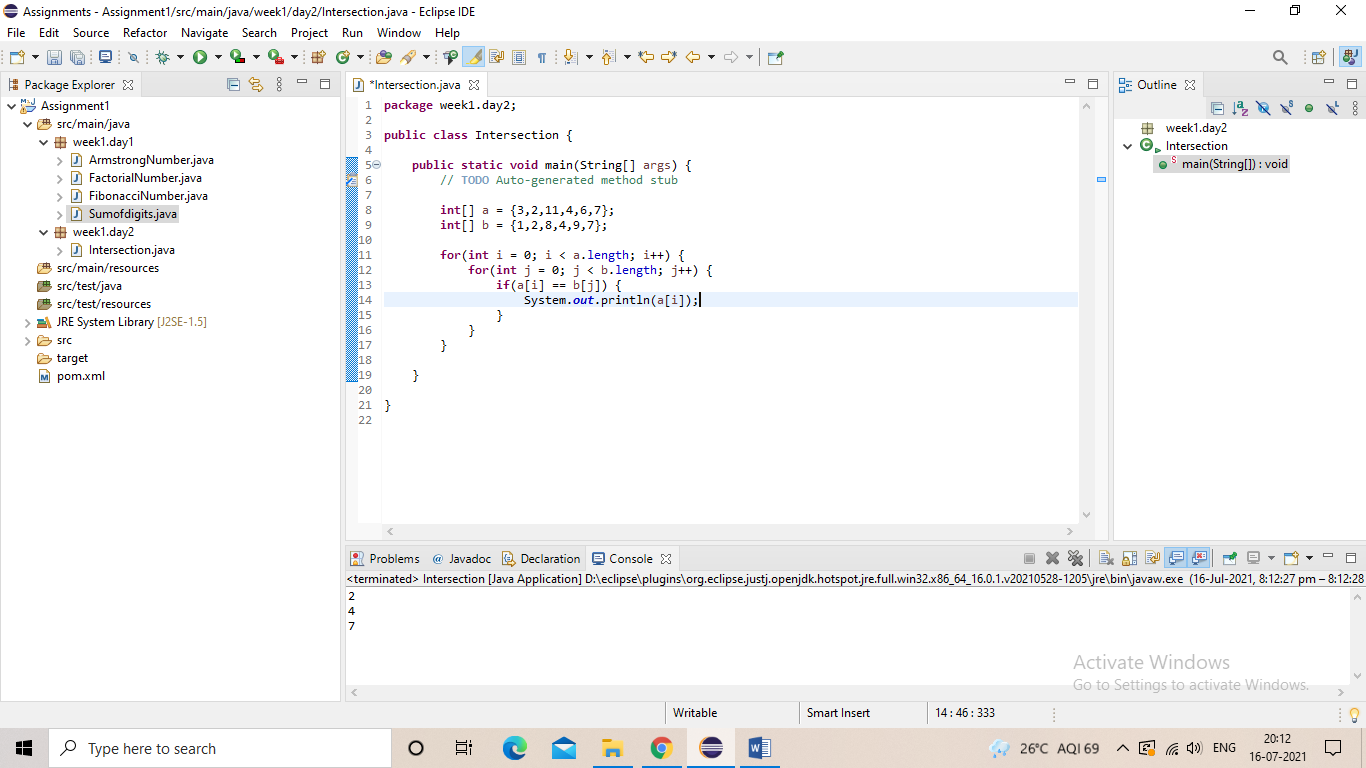 Assignments - Assignment1/src/main/java/week1/day2/Intersection.java - Eclipse IDE
File Edit Source Refactor Navigate Search Project Run Window Help
Package Explorer
Assignment1
src/main/java
week1.day1
ArmstrongNumber.java
FactorialNumber.java
FibonacciNumber.java
Sumofdigits.java
week1.day2
Intersection.java
src/main/resources
src/test/java
src/test/resources
JRE System Library [J2SE-1.5]
src
target
pom.xml
*Intersection.java
1 package week1.day2;
2
3 public class Intersection {
4
5 public static void main(String[] args) {
6 // TODO Auto-generated method stub
7
8 int[] a = {3,2,11,4,6,7};
9 int[] b = {1,2,8,4,9,7};
10
11 for(int i = 0; i < a.length; i++) {
12 for(int j = 0; j < b.length; j++) {
13 if(a[i] == b[j]) {
14 System.out.println(a[i]);
15 }
16 }
17 }
18
19 }
20
21 }
22
Outline
week1.day2
Intersection
main(String[]) : void
Problems @ Javadoc Declaration Console
<terminated> Intersection [Java Application] D:\eclipse\plugins\org.eclipse.justj.openjdk.hotspot.jre.full.win32.x86_64_16.0.1.v20210528-1205\jre\bin\javaw.exe (16-Jul-2021, 8:12:27 pm – 8:12:28
2
4
7
Activate Windows
Go to Settings to activate Windows.
Writable Smart Insert 14 : 46 : 333
Type here to search
26°C AQI 69 ENG
20:12
16-07-2021